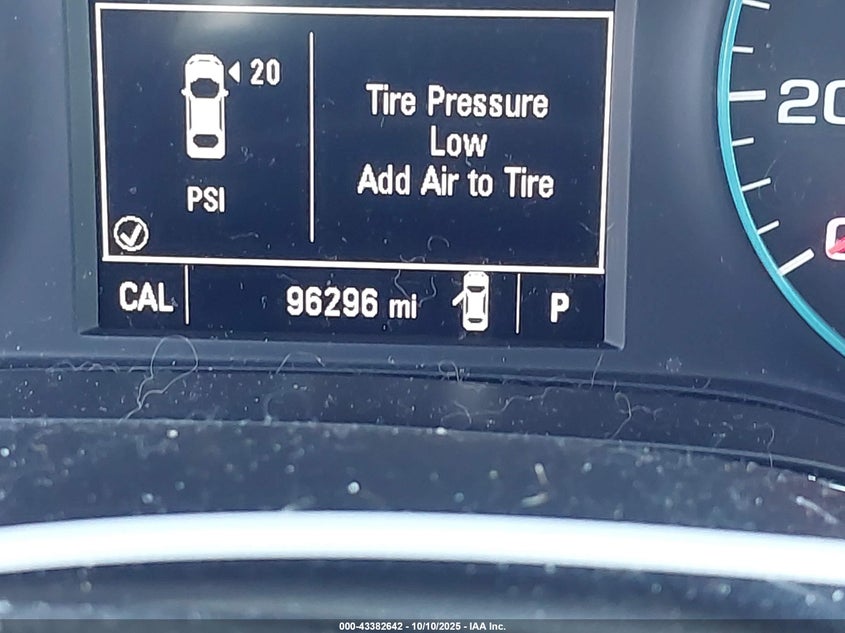 20
PSI
Tire Pressure
Low
Add Air to Tire
CAL
96296 mi
P
20
000-43382642 - 10/10/2025 - IAA Inc.